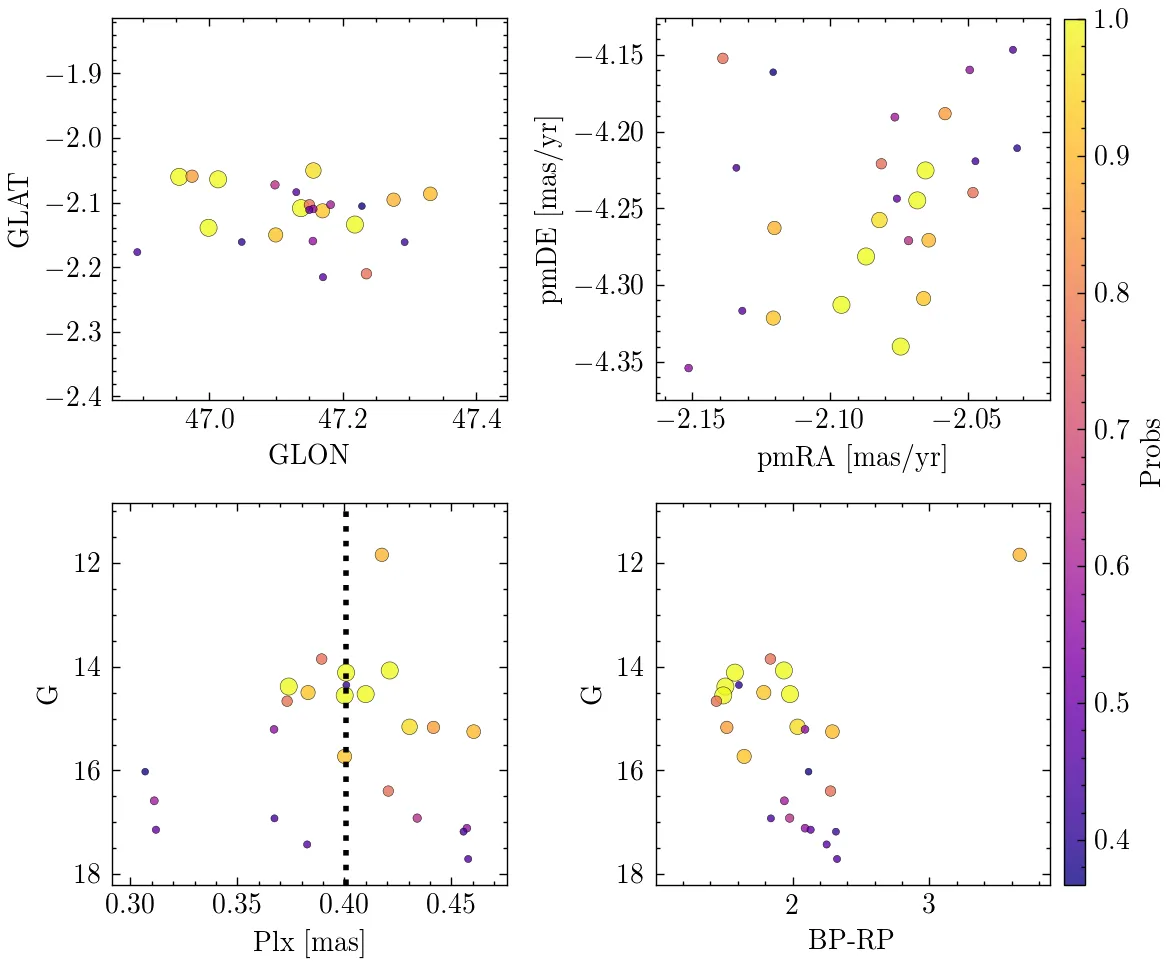 −1.9
−2.0
−2.1
−2.2
−2.3
−2.4
GLAT
47.0 47.2 47.4
GLON
−4.15
−4.20
−4.25
−4.30
−4.35
pmDE [mas/yr]
−2.15 −2.10 −2.05
pmRA [mas/yr]
1.0
0.9
0.8
0.7
0.6
0.5
0.4
Probs
12
14
16
18
G
0.30 0.35 0.40 0.45
Plx [mas]
12
14
16
18
G
2 3
BP-RP